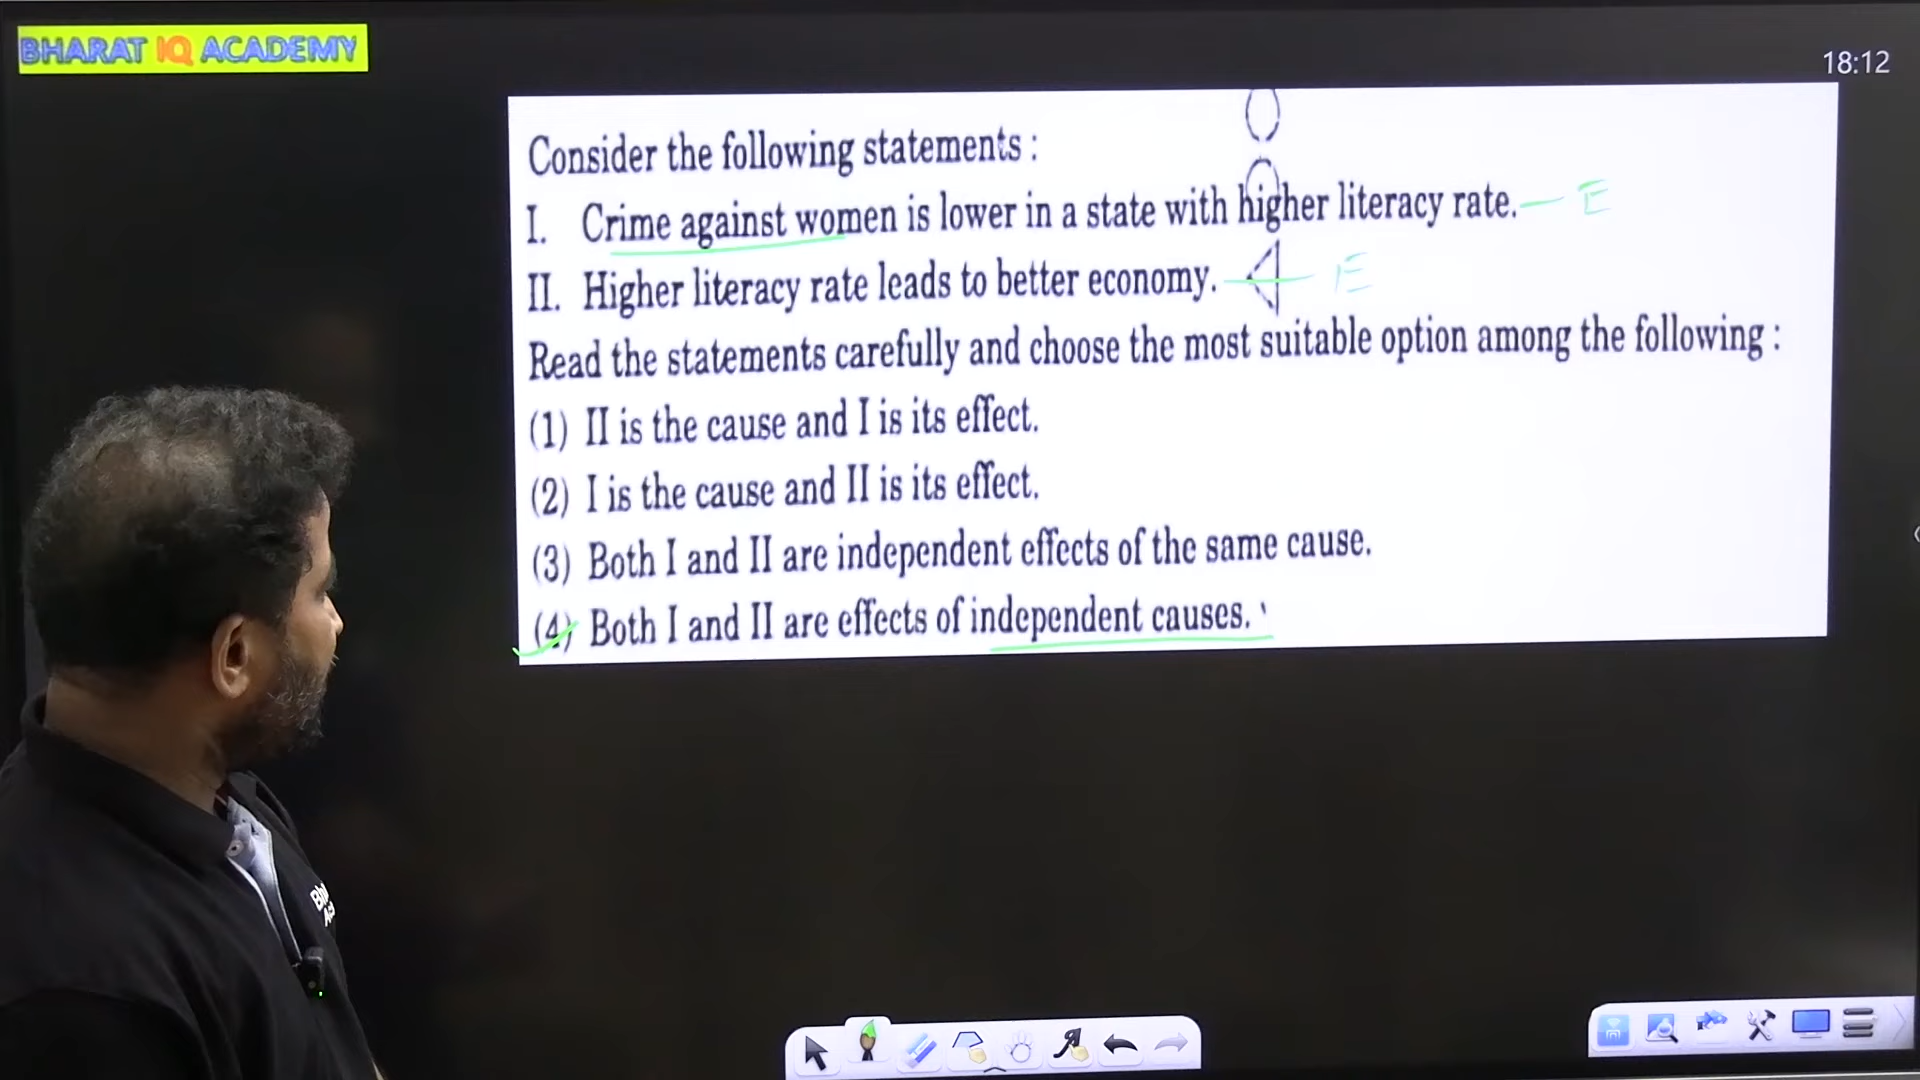 BHARAT IQ ACADEMY
18:12
Consider the following statements :
I. Crime against women is lower in a state with higher literacy rate. — E
II. Higher literacy rate leads to better economy. — E
Read the statements carefully and choose the most suitable option among the following :
(1) II is the cause and I is its effect.
(2) I is the cause and II is its effect.
(3) Both I and II are independent effects of the same cause.
(4) Both I and II are effects of independent causes.